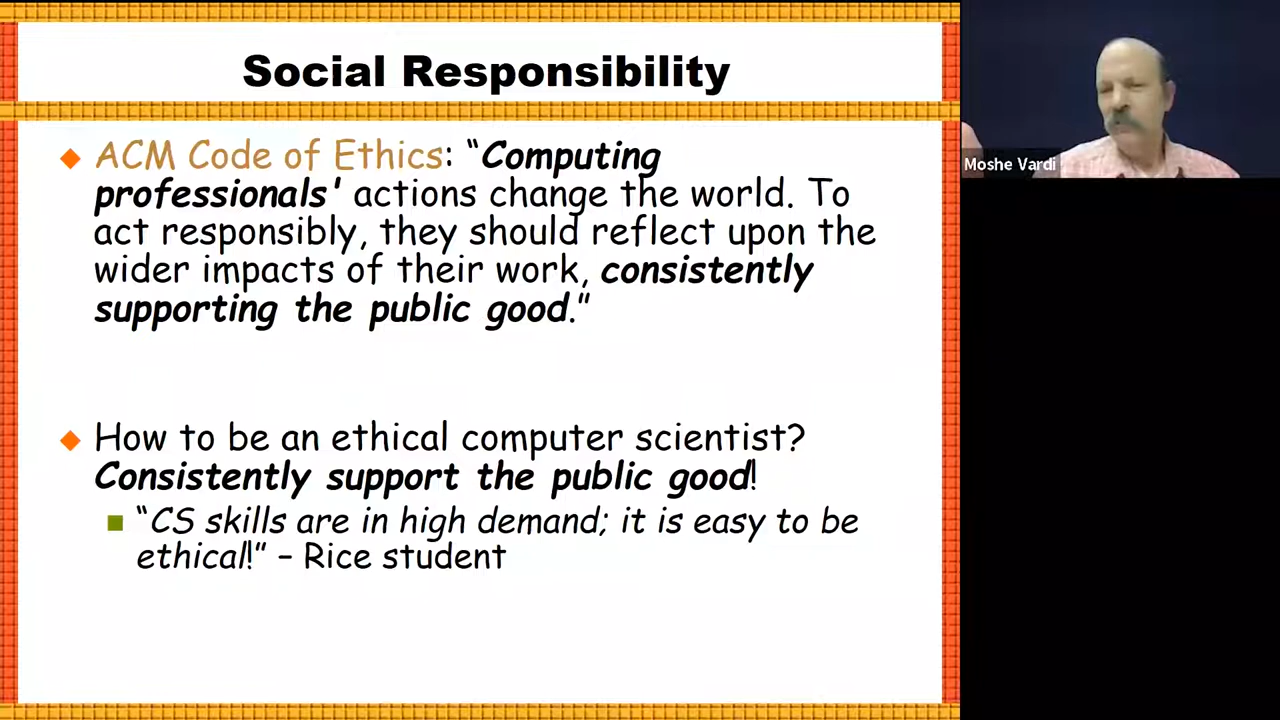 Social Responsibility
ACM Code of Ethics: “Computing
professionals' actions change the world. To
act responsibly, they should reflect upon the
wider impacts of their work, consistently
supporting the public good.”
How to be an ethical computer scientist?
Consistently support the public good!
“CS skills are in high demand; it is easy to be
ethical!” – Rice student
Moshe Vardi